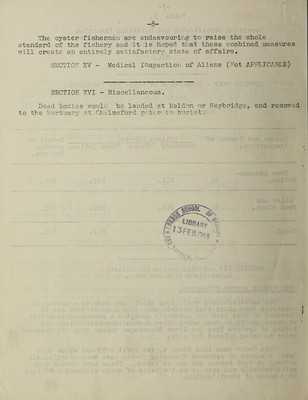 -8-
The oyster fishermen are endeavouring to raise the whole
standard of the fishery and it is hoped that these combined measures
will create an entirely satisfactory state of affairs.
SECTION XV - Medical Inspection of Aliens (Not APPLICABLE)
SECTION XVI - Miscellaneous.
Dead bodies would be landed at Maldon or Heybridge, and removed
to the Mortuary at Chelmsford prior to burial.
LONDON SCHOOL OF
LIBRARY
13 FEB 1948